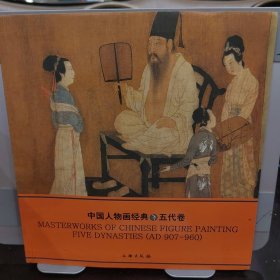 中国人物画经典 五代卷
MASTERWORKS OF CHINESE FIGURE PAINTING
FIVE DYNASTIES (AD 907-960)